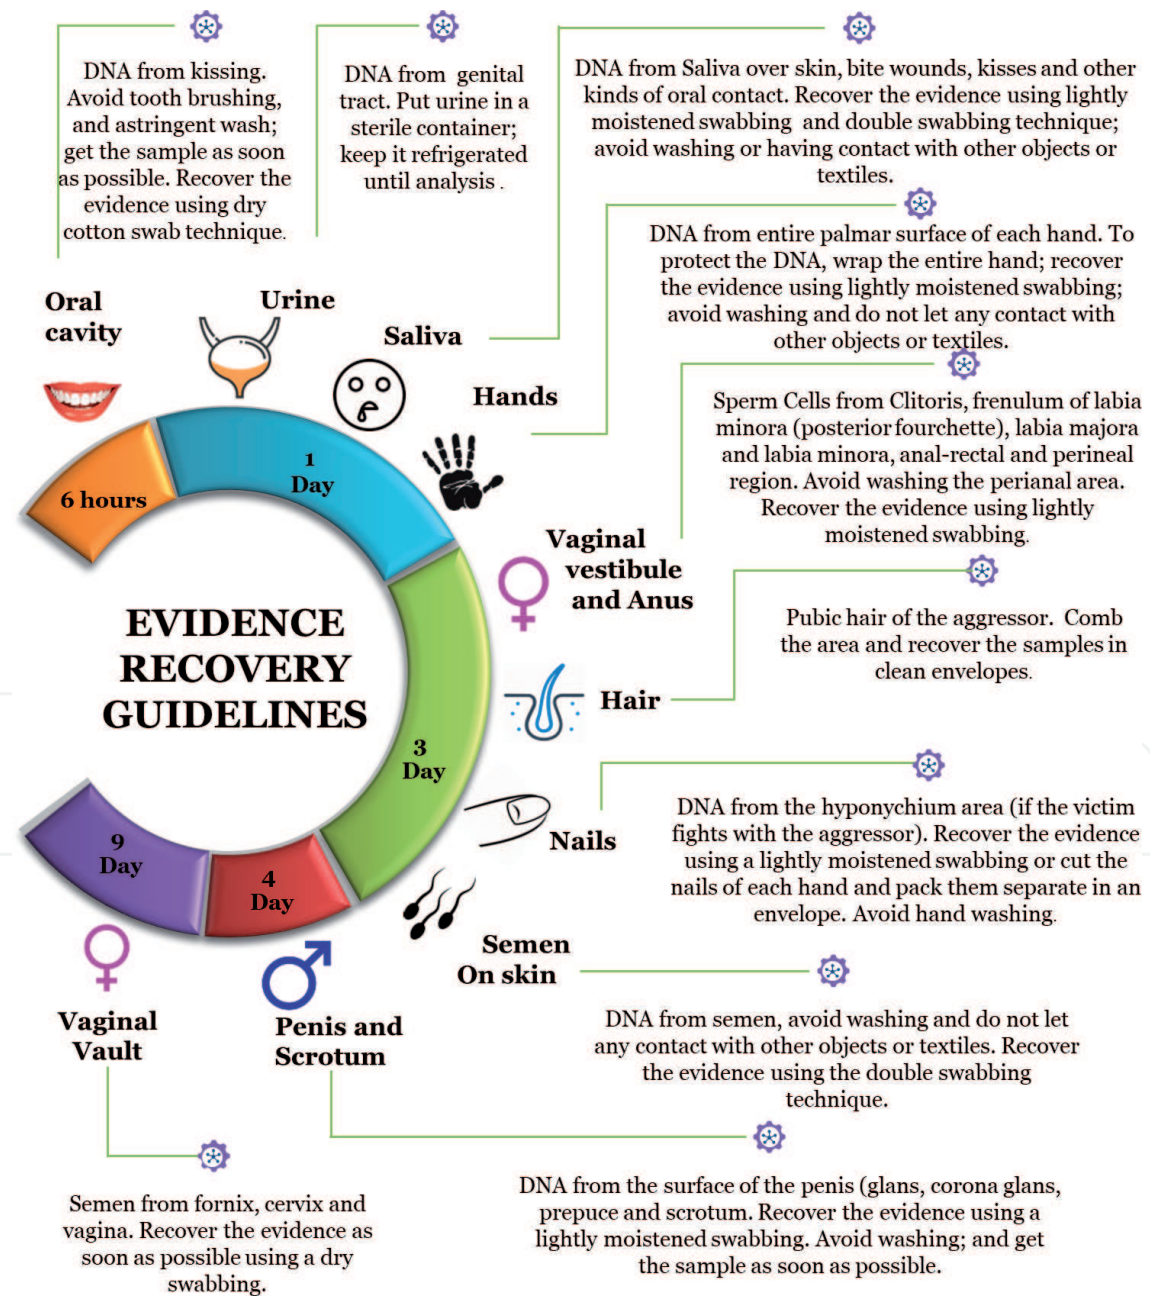 DNA from kissing.
Avoid tooth brushing,
and astringent wash;
get the sample as soon
as possible. Recover the
evidence using dry
cotton swab technique.
DNA from genital
tract. Put urine in a
sterile container;
keep it refrigerated
until analysis .
DNA from Saliva over skin, bite wounds, kisses and other
kinds of oral contact. Recover the evidence using lightly
moistened swabbing and double swabbing technique;
avoid washing or having contact with other objects or
textiles.
DNA from entire palmar surface of each hand. To
protect the DNA, wrap the entire hand; recover
the evidence using lightly moistened swabbing;
avoid washing and do not let any contact with
other objects or textiles.
Oral
cavity
Urine
Saliva
Hands
Sperm Cells from Clitoris, frenulum of labia
minora (posterior fourchette), labia majora
and labia minora, anal-rectal and perineal
region. Avoid washing the perianal area.
Recover the evidence using lightly
moistened swabbing.
6 hours
1
Day
Vaginal
vestibule
and Anus
EVIDENCE
RECOVERY
GUIDELINES
Pubic hair of the aggressor. Comb
the area and recover the samples in
clean envelopes.
Hair
3
Day
DNA from the hyponychium area (if the victim
fights with the aggressor). Recover the evidence
using a lightly moistened swabbing or cut the
nails of each hand and pack them separate in an
envelope. Avoid hand washing.
Nails
9
Day
4
Day
Semen
On skin
DNA from semen, avoid washing and do not let
any contact with other objects or textiles. Recover
the evidence using the double swabbing
technique.
Vaginal
Vault
Penis and
Scrotum
Semen from fornix, cervix and
vagina. Recover the evidence as
soon as possible using a dry
swabbing.
DNA from the surface of the penis (glans, corona glans,
prepuce and scrotum. Recover the evidence using a
lightly moistened swabbing. Avoid washing; and get
the sample as soon as possible.